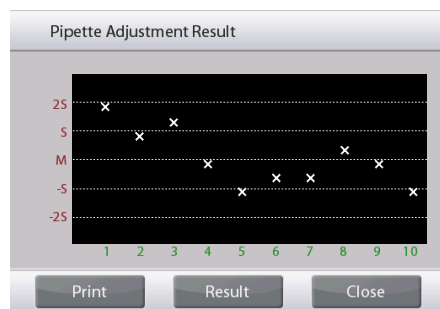 Pipette Adjustment Result
2S
S
M
-S
-2S
1 2 3 4 5 6 7 8 9 10
Print Result Close